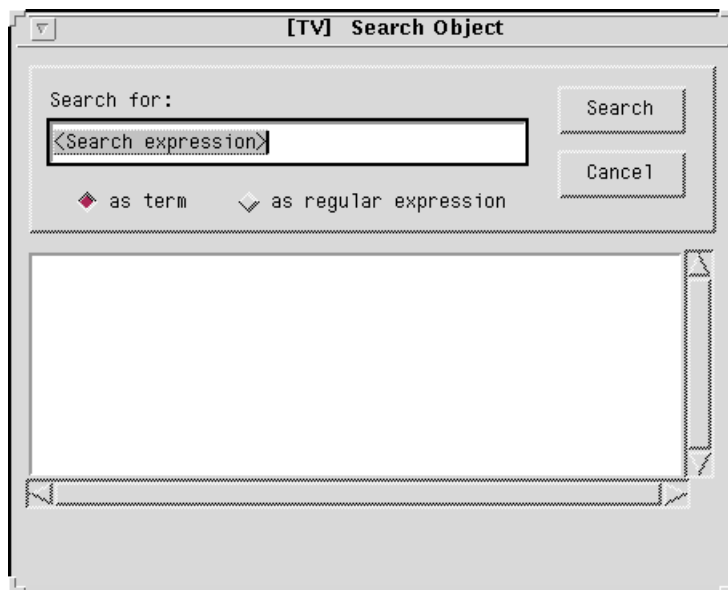 [TV] Search Object
Search for:
Search
<Search expression>
Cancel
as term
as regular expression